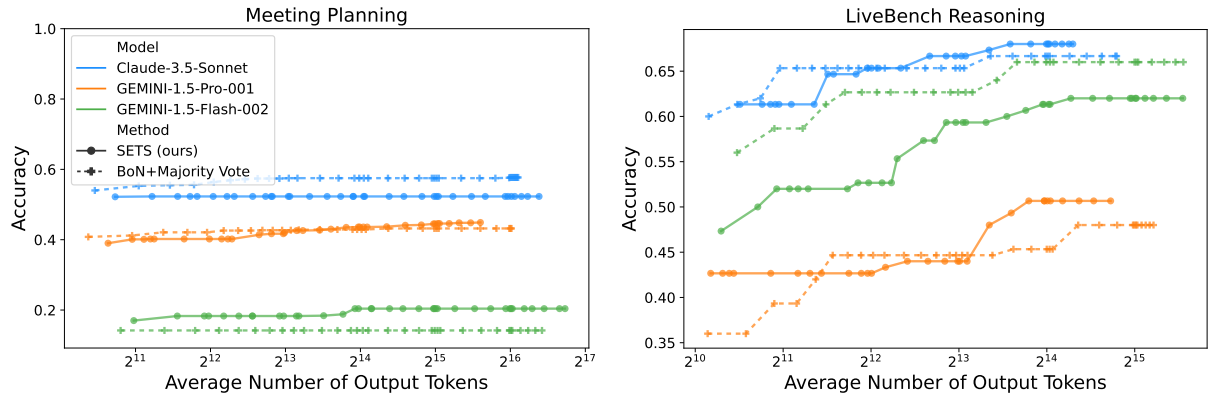 Meeting Planning
Accuracy
1.0
0.8
0.6
0.4
0.2
Model
Claude-3.5-Sonnet
GEMINI-1.5-Pro-001
GEMINI-1.5-Flash-002
Method
SETS (ours)
BoN+Majority Vote
2^11 2^12 2^13 2^14 2^15 2^16 2^17
Average Number of Output Tokens
LiveBench Reasoning
Accuracy
0.65
0.60
0.55
0.50
0.45
0.40
0.35
2^10 2^11 2^12 2^13 2^14 2^15
Average Number of Output Tokens